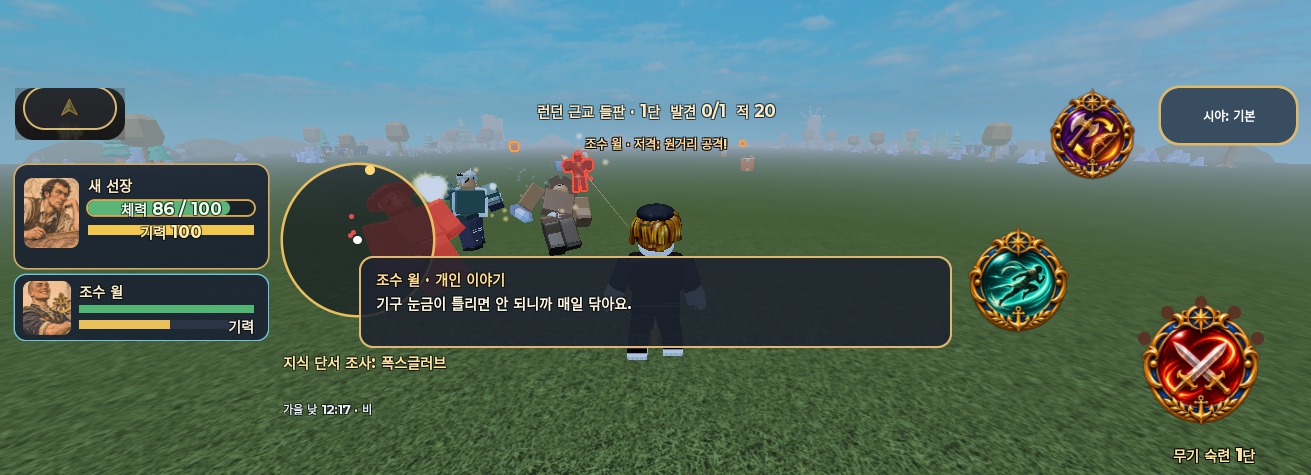 런던 근교 들판 · 1단 발견 0/1 적 20
조수 윌 · 저격: 원거리 공격!
시야: 기본
새 선장
체력 86 / 100
기력 100
조수 윌
기력
조수 윌 · 개인 이야기
기구 눈금이 틀리면 안 되니까 매일 닦아요.
지식 단서 조사: 폭스글러브
가을 낮 12:17 · 비
무기 숙련 1단